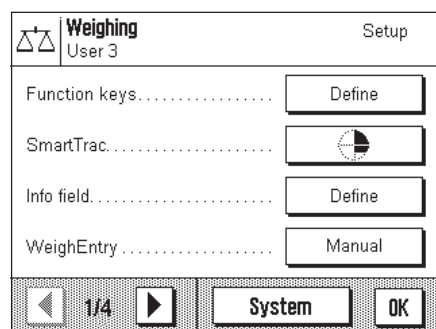 Weighing Setup
User 3
Function keys.................. Define
SmartTrac......................
Info field........................ Define
WeighEntry ................... Manual
1/4 System OK